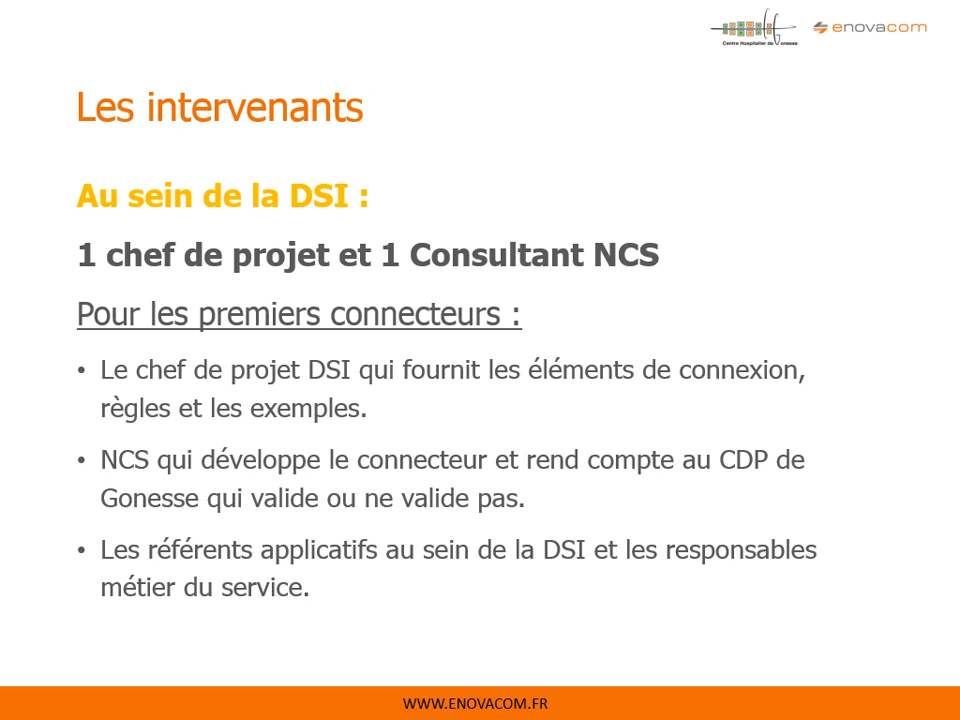 Centre Hospitalier de Gonesse
enovacom
Les intervenants
Au sein de la DSI :
1 chef de projet et 1 Consultant NCS
Pour les premiers connecteurs :
• Le chef de projet DSI qui fournit les éléments de connexion,
règles et les exemples.
• NCS qui développe le connecteur et rend compte au CDP de
Gonesse qui valide ou ne valide pas.
• Les référents applicatifs au sein de la DSI et les responsables
métier du service.
WWW.ENOVACOM.FR